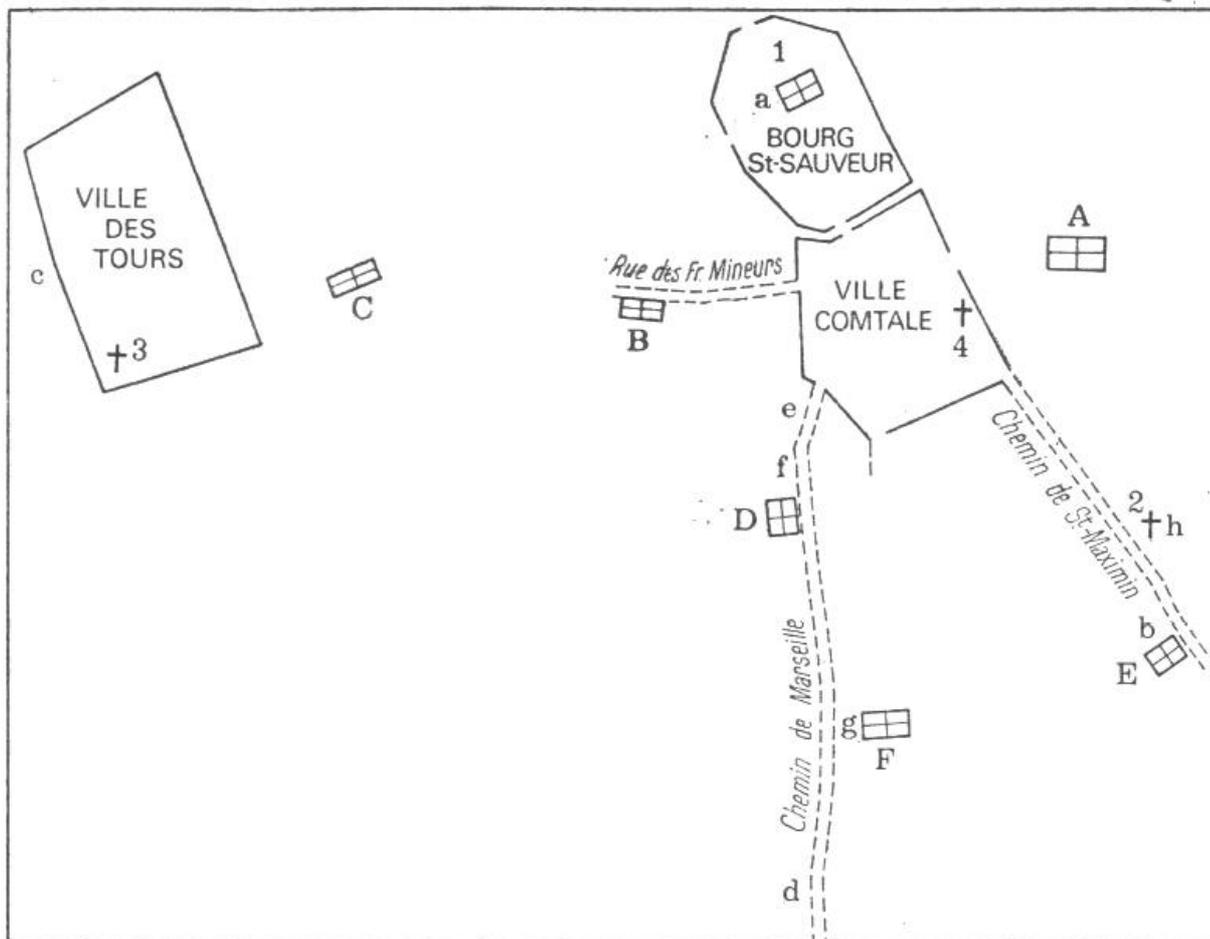 1
a
BOURG
St-SAUVEUR
VILLE
DES
TOURS
c
3
C
Rue des Fr. Mineurs
B
VILLE
COMTALE
4
A
e
f
D
Chemin de St-Maximin
2
h
b
E
Chemin de Marseille
g
F
d